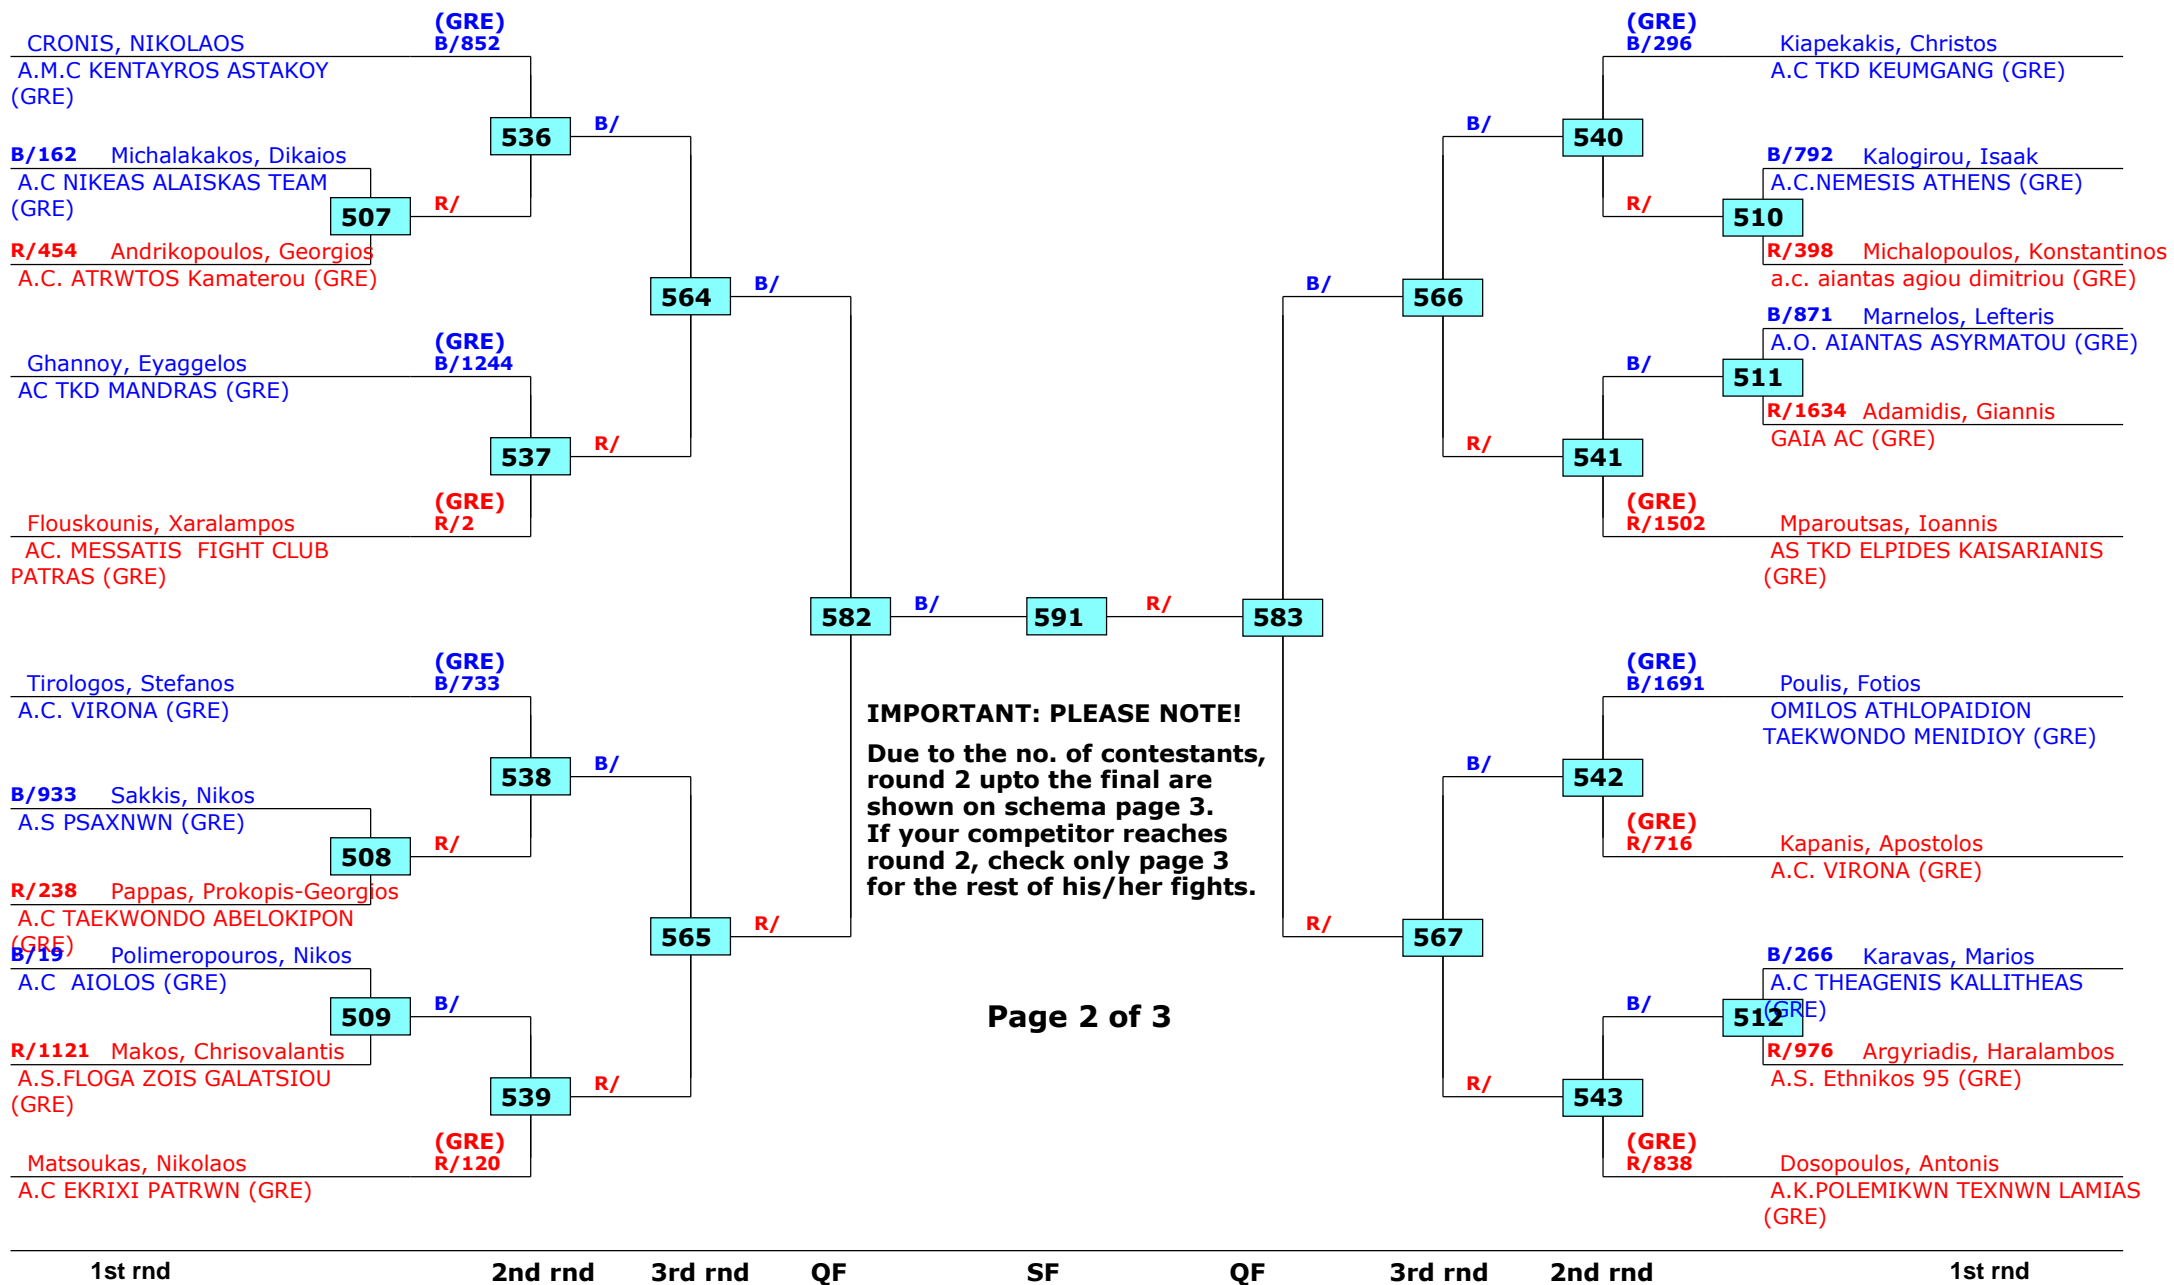 (GRE)
CRONIS, NIKOLAOS
B/852
A.M.C KENTAYROS ASTAKOY
(GRE)
536
B/
B/162 Michalakakos, Dikaios
A.C NIKEAS ALAISKAS TEAM
(GRE)
507
R/
R/454 Andrikopoulos, Georgios
A.C. ATRWTOS Kamaterou (GRE)
564
B/
(GRE)
Ghannoy, Eyaggelos
B/1244
AC TKD MANDRAS (GRE)
537
R/
(GRE)
Flouskounis, Xaralampos
R/2
AC. MESSATIS FIGHT CLUB
PATRAS (GRE)
582
B/
591
R/
583
(GRE)
Tirologos, Stefanos
B/733
A.C. VIRONA (GRE)
538
B/
B/933 Sakkis, Nikos
A.S PSAXNWN (GRE)
508
R/
R/238 Pappas, Prokopis-Georgios
A.C TAEKWONDO ABELOKIPON
(GRE)
565
R/
B/19 Polimeropouros, Nikos
A.C AIOLOS (GRE)
509
B/
R/1121 Makos, Chrisovalantis
A.S.FLOGA ZOIS GALATSIOU
(GRE)
539
R/
(GRE)
Matsoukas, Nikolaos
R/120
A.C EKRIXI PATRWN (GRE)
IMPORTANT: PLEASE NOTE!
Due to the no. of contestants,
round 2 upto the final are
shown on schema page 3.
If your competitor reaches
round 2, check only page 3
for the rest of his/her fights.
Page 2 of 3
(GRE)
B/296
Kiapekakis, Christos
A.C TKD KEUMGANG (GRE)
B/
540
B/792 Kalogirou, Isaak
A.C.NEMESIS ATHENS (GRE)
R/
510
R/398 Michalopoulos, Konstantinos
a.c. aiantas agiou dimitriou (GRE)
B/
566
B/871 Marnelos, Lefteris
A.O. AIANTAS ASYRMATOU (GRE)
B/
511
R/1634 Adamidis, Giannis
GAIA AC (GRE)
R/
541
(GRE)
R/1502
Mparoutsas, Ioannis
AS TKD ELPIDES KAISARIANIS
(GRE)
(GRE)
B/1691
Poulis, Fotios
OMILOS ATHLOPAIDION
TAEKWONDO MENIDIOY (GRE)
B/
542
(GRE)
R/716
Kapanis, Apostolos
A.C. VIRONA (GRE)
R/
567
B/266 Karavas, Marios
A.C THEAGENIS KALLITHEAS
(GRE)
B/
512
R/976 Argyriadis, Haralambos
A.S. Ethnikos 95 (GRE)
R/
543
(GRE)
R/838
Dosopoulos, Antonis
A.K.POLEMIKWN TEXNWN LAMIAS
(GRE)
1st rnd 2nd rnd 3rd rnd QF SF QF 3rd rnd 2nd rnd 1st rnd